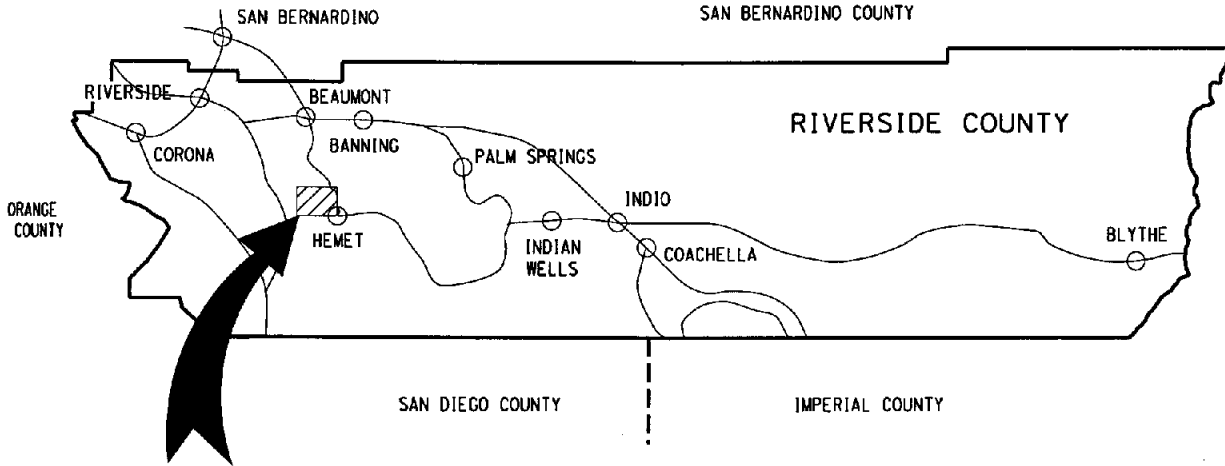 SAN BERNARDINO
SAN BERNARDINO COUNTY
RIVERSIDE
BEAUMONT
RIVERSIDE COUNTY
BANNING
CORONA
PALM SPRINGS
INDIO
ORANGE
COUNTY
HEMET
INDIAN
WELLS
COACHELLA
BLYTHE
SAN DIEGO COUNTY
IMPERIAL COUNTY